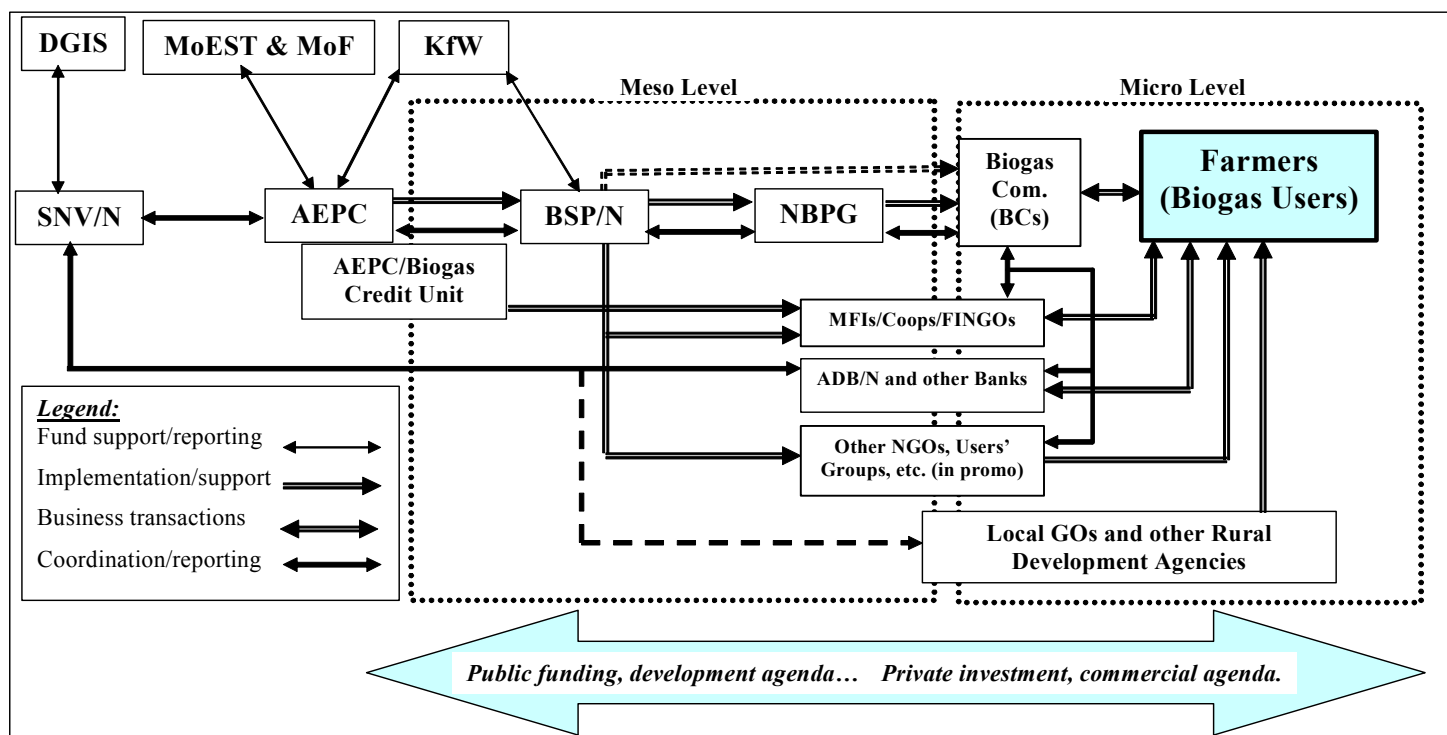 DGIS
MoEST & MoF
KfW
Meso Level
Micro Level
SNV/N
AEPC
BSP/N
NBPG
Biogas
Com.
(BCs)
Farmers
(Biogas Users)
AEPC/Biogas
Credit Unit
MFIs/Coops/FINGOs
ADB/N and other Banks
Other NGOs, Users’
Groups, etc. (in promo)
Local GOs and other Rural
Development Agencies
Legend:
Fund support/reporting
Implementation/support
Business transactions
Coordination/reporting
Public funding, development agenda… Private investment, commercial agenda.